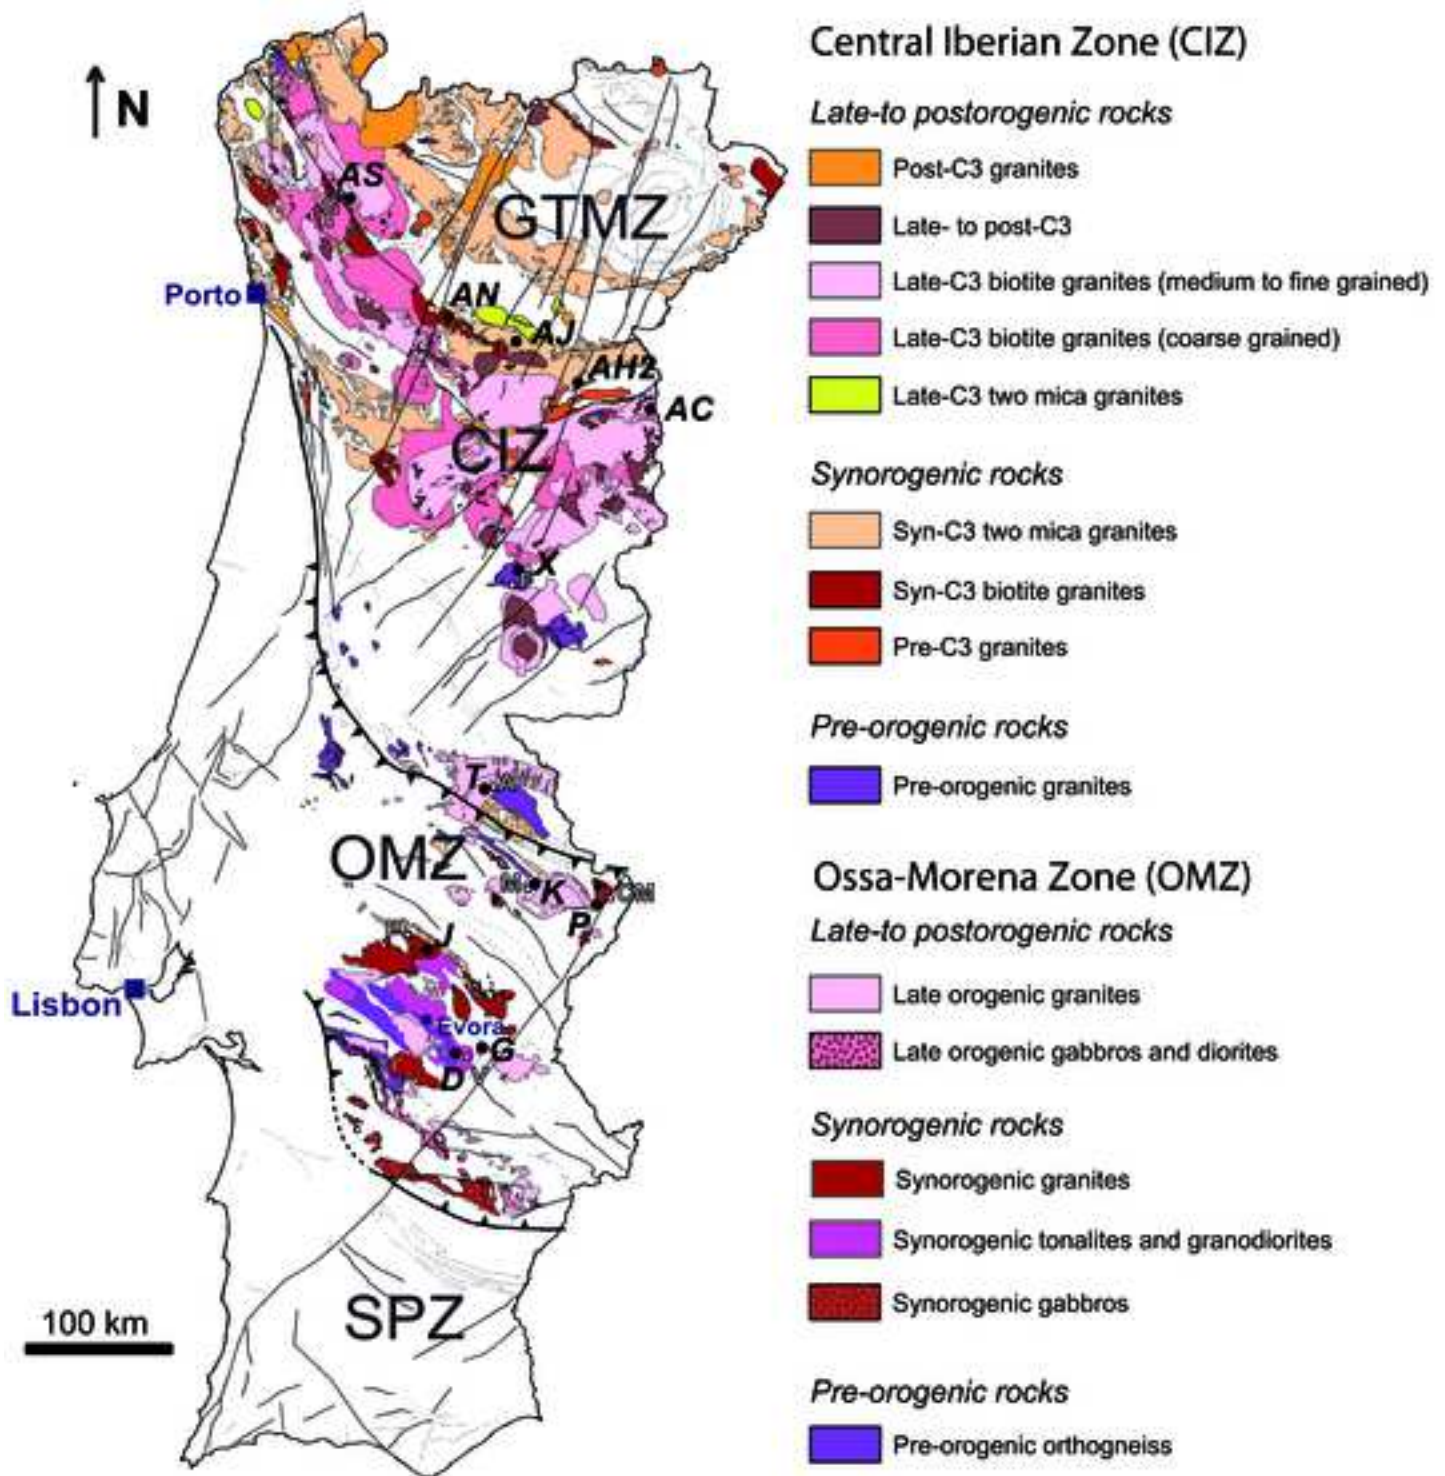 N
AS
GTMZ
Porto
AN
AJ
AH2
AC
CIZ
X
T
OMZ
M
K
CM
P
J
Lisbon
Evora
G
D
100 km
SPZ
Central Iberian Zone (CIZ)
Late-to postorogenic rocks
Post-C3 granites
Late- to post-C3
Late-C3 biotite granites (medium to fine grained)
Late-C3 biotite granites (coarse grained)
Late-C3 two mica granites
Synorogenic rocks
Syn-C3 two mica granites
Syn-C3 biotite granites
Pre-C3 granites
Pre-orogenic rocks
Pre-orogenic granites
Ossa-Morena Zone (OMZ)
Late-to postorogenic rocks
Late orogenic granites
Late orogenic gabbros and diorites
Synorogenic rocks
Synorogenic granites
Synorogenic tonalites and granodiorites
Synorogenic gabbros
Pre-orogenic rocks
Pre-orogenic orthogneiss